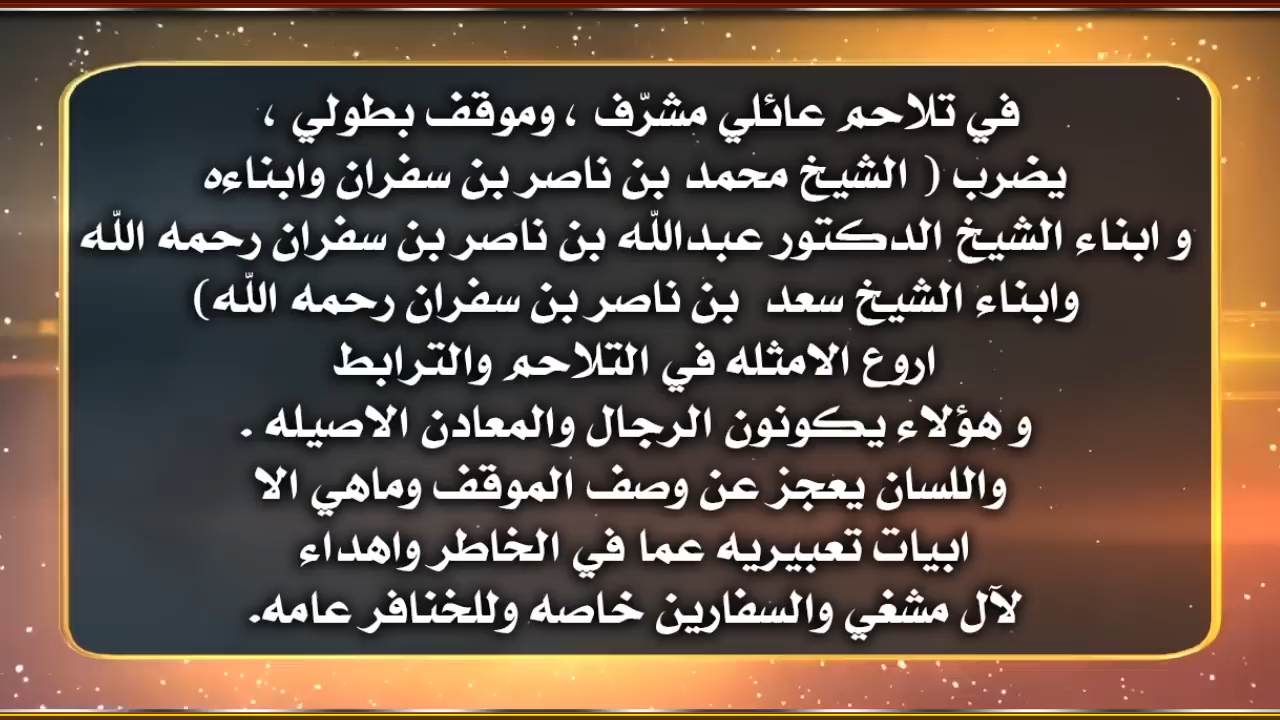 في تلاحم عائلي مشرّف ، وموقف بطولي ،
يضرب ( الشيخ محمد بن ناصر بن سفران وابناءه
و ابناء الشيخ الدكتور عبدالله بن ناصر بن سفران رحمه الله
وابناء الشيخ سعد بن ناصر بن سفران رحمه الله)
اروع الامثله في التلاحم والترابط
و هؤلاء يكونون الرجال والمعادن الاصيله .
واللسان يعجز عن وصف الموقف وماهي الا
ابيات تعبيريه عما في الخاطر واهداء
لآل مشغي والسفارين خاصه وللخنافر عامه.